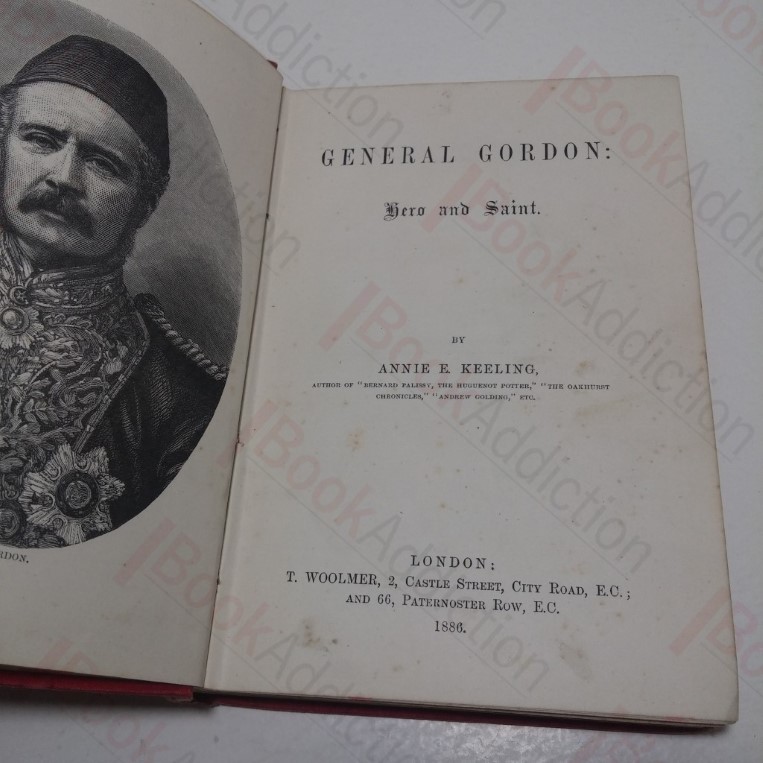 RDON.
GENERAL GORDON:
Hero and Saint.
BY
ANNIE E. KEELING,
AUTHOR OF "BERNARD PALISSY, THE HUGUENOT POTTER," "THE OAKHURST
CHRONICLES," "ANDREW GOLDING," ETC.
LONDON:
T. WOOLMER, 2, CASTLE STREET, CITY ROAD, E.C.;
AND 66, PATERNOSTER ROW, E.C.
1886.
BookAddiction